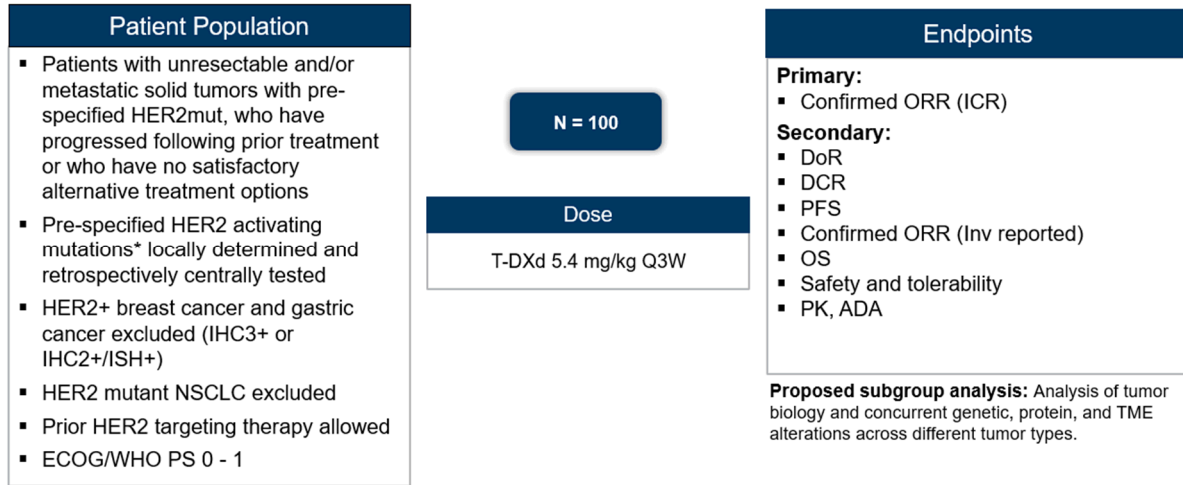 Patient Population
▪ Patients with unresectable and/or
metastatic solid tumors with pre-
specified HER2mut, who have
progressed following prior treatment
or who have no satisfactory
alternative treatment options
▪ Pre-specified HER2 activating
mutations* locally determined and
retrospectively centrally tested
▪ HER2+ breast cancer and gastric
cancer excluded (IHC3+ or
IHC2+/ISH+)
▪ HER2 mutant NSCLC excluded
▪ Prior HER2 targeting therapy allowed
▪ ECOG/WHO PS 0 - 1
N = 100
Dose
T-DXd 5.4 mg/kg Q3W
Endpoints
Primary:
▪ Confirmed ORR (ICR)
Secondary:
▪ DoR
▪ DCR
▪ PFS
▪ Confirmed ORR (Inv reported)
▪ OS
▪ Safety and tolerability
▪ PK, ADA
Proposed subgroup analysis: Analysis of tumor
biology and concurrent genetic, protein, and TME
alterations across different tumor types.